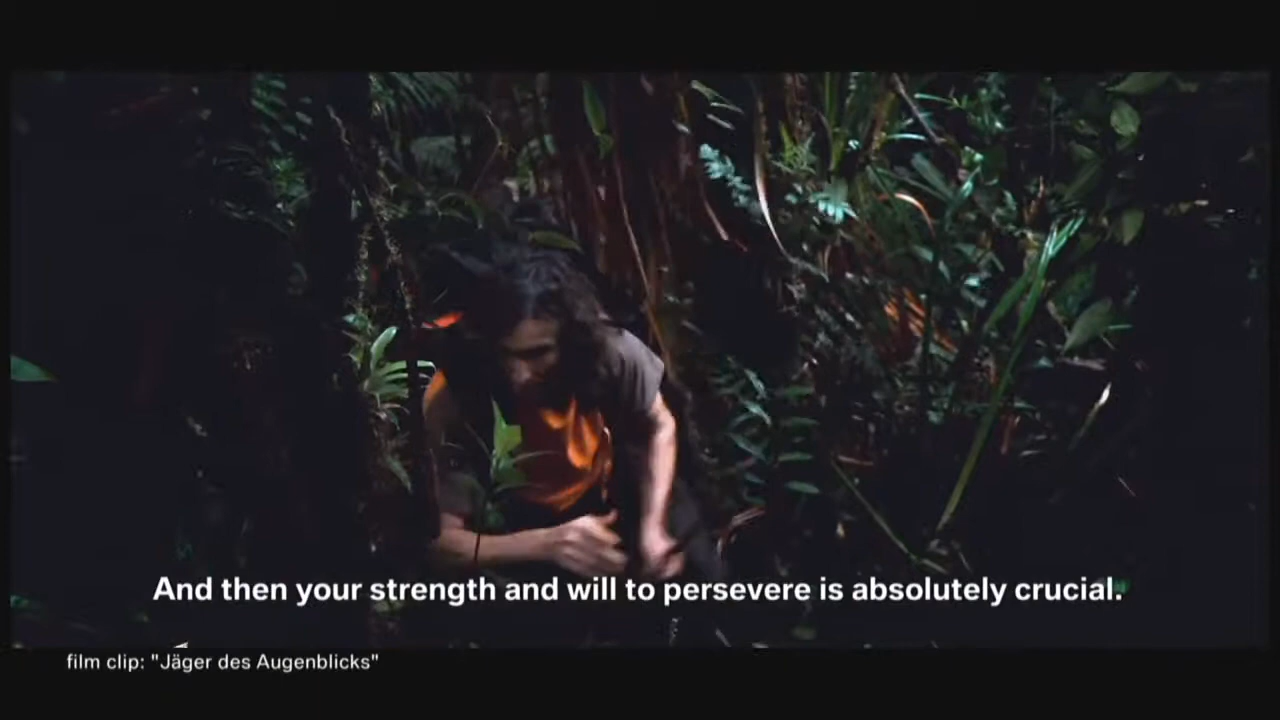 And then your strength and will to persevere is absolutely crucial.
film clip: "Jäger des Augenblicks"